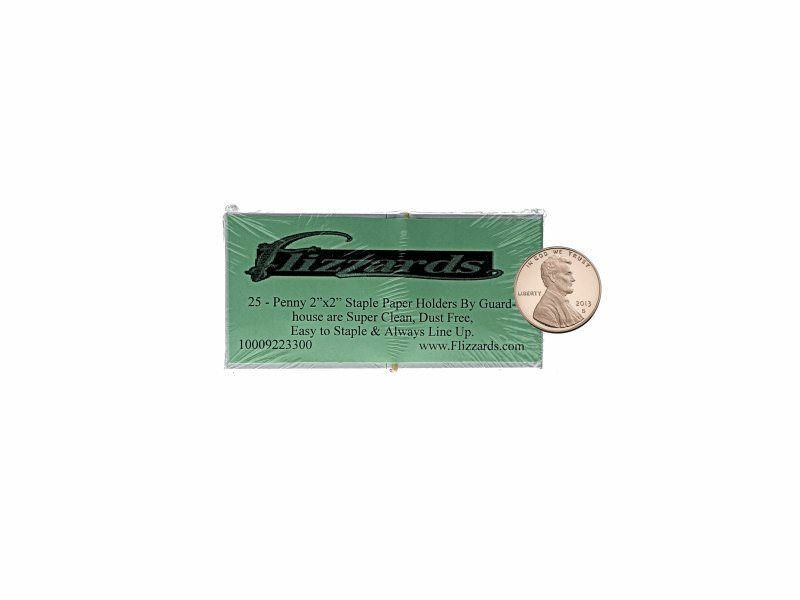 Flizzards
25 - Penny 2"x2" Staple Paper Holders By Guard-
house are Super Clean, Dust Free,
Easy to Staple & Always Line Up.
10009223300 www.Flizzards.com
IN GOD WE TRUST
LIBERTY
2013
S